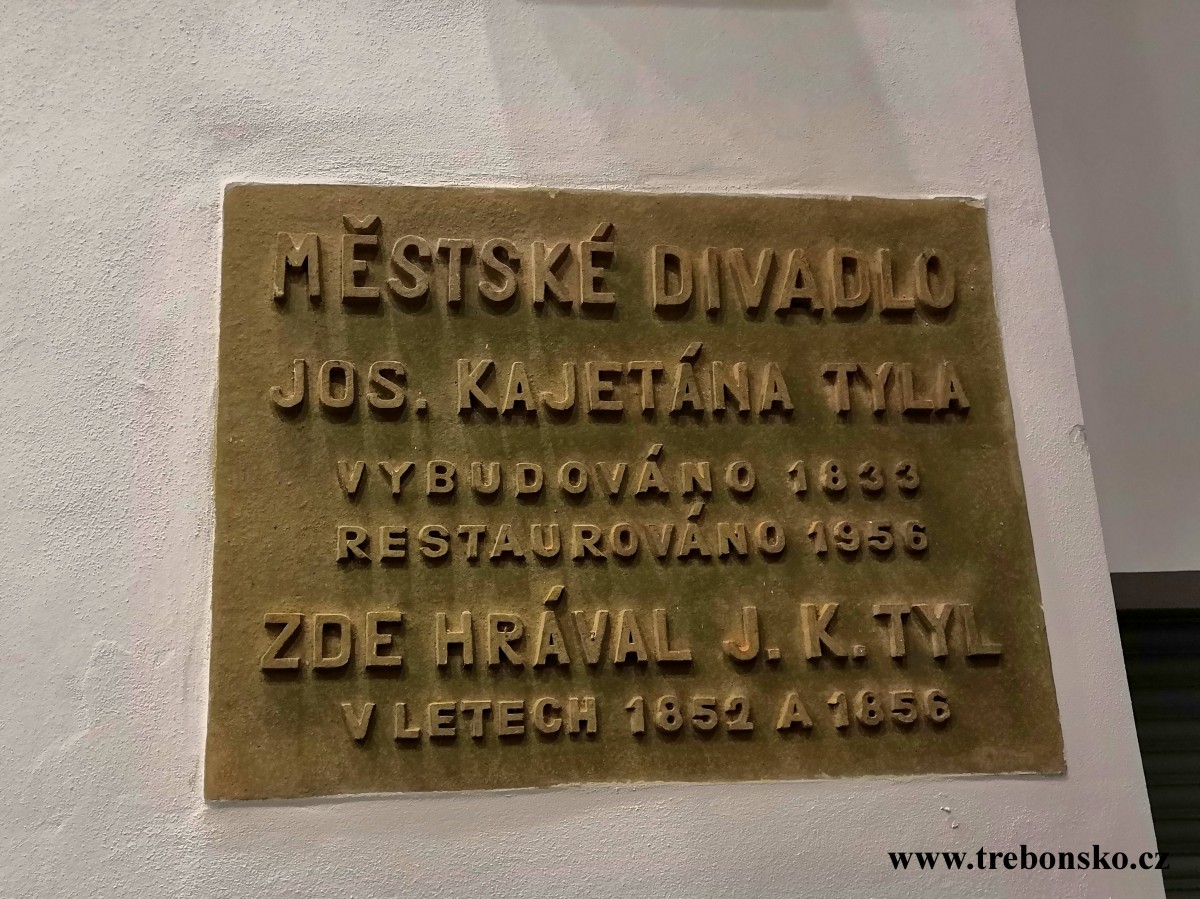 MĚSTSKÉ DIVADLO
JOS. KAJETÁNA TYLA
VYBUDOVÁNO 1833
RESTAUROVÁNO 1956
ZDE HRÁVAL J. K. TYL
V LETECH 1852 A 1856
www.trebonsko.cz